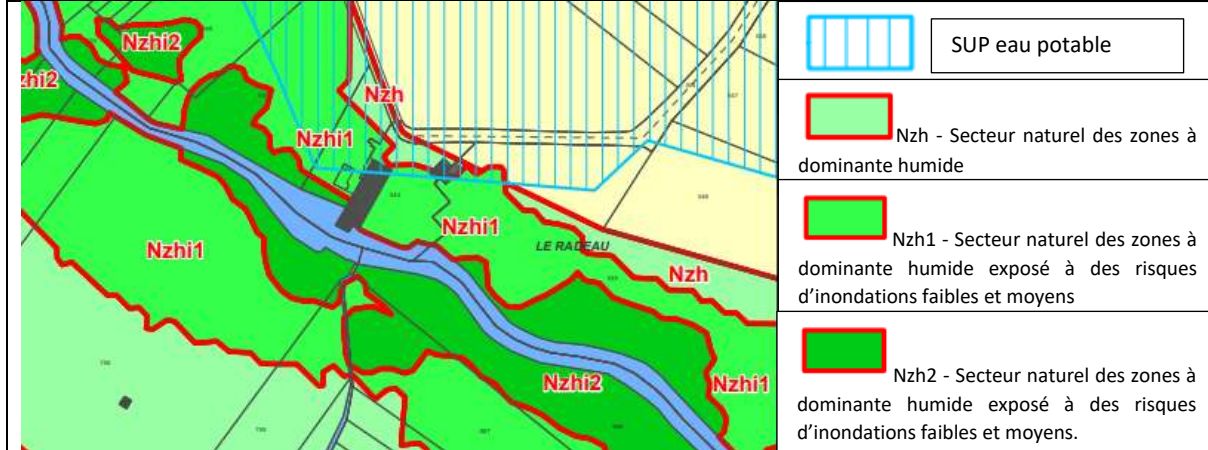 Nzhi2
zhi2
Nzh
Nzhi1
Nzhi1
Nzhi1
LE RADEAU
Nzh
Nzhi2
Nzhi1
SUP eau potable
Nzh - Secteur naturel des zones à
dominante humide
Nzh1 - Secteur naturel des zones à
dominante humide exposé à des risques
d'inondations faibles et moyens
Nzh2 - Secteur naturel des zones à
dominante humide exposé à des risques
d'inondations faibles et moyens.